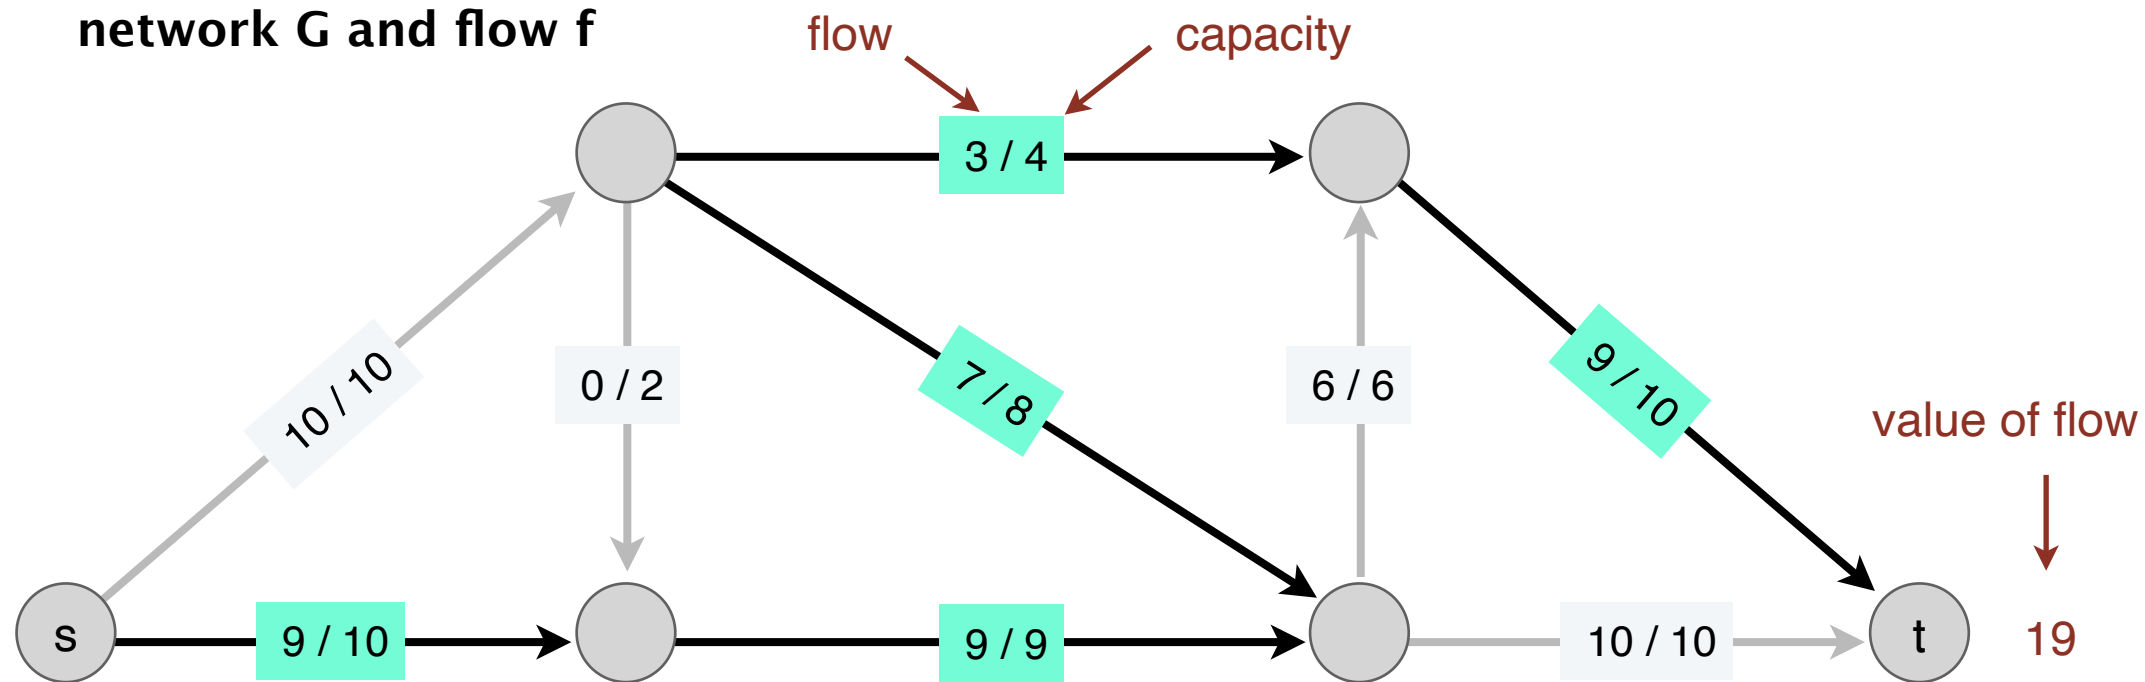 network G and flow f
flow
capacity
3 / 4
10 / 10
0 / 2
7 / 8
6 / 6
9 / 10
value of flow
s
9 / 10
9 / 9
10 / 10
t
19